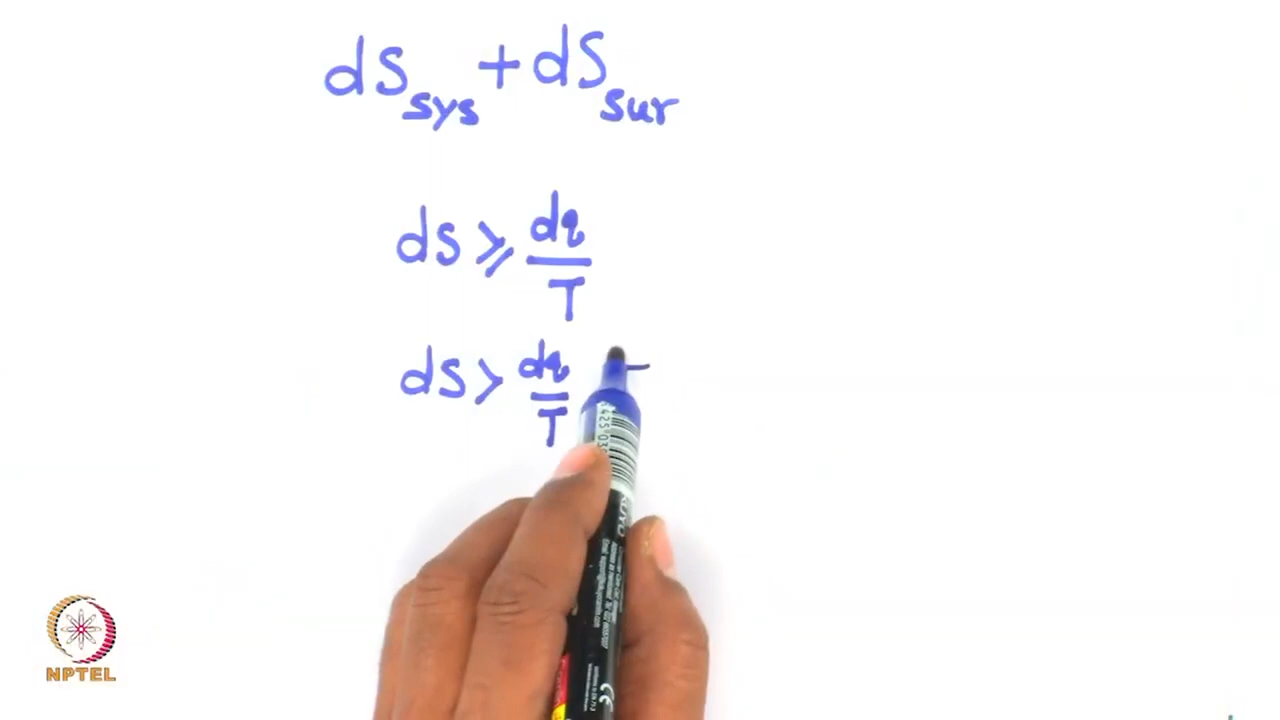 dS_sys + dS_sur
dS ⩾ dq/T
dS > dq/T
NPTEL